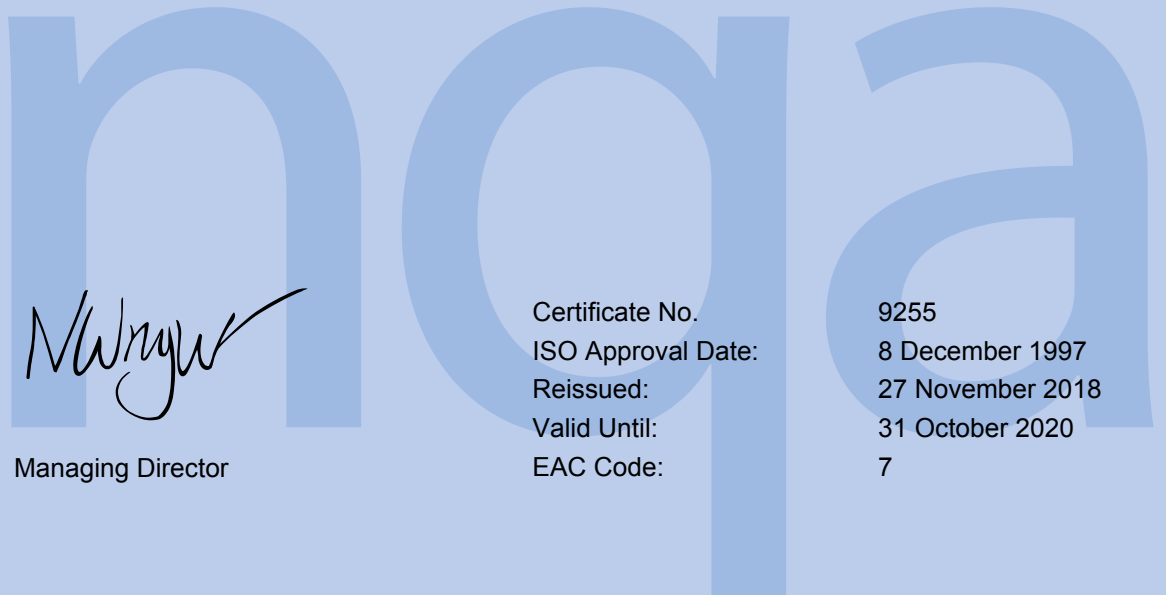 nqa
Certificate No. 9255
ISO Approval Date: 8 December 1997
Reissued: 27 November 2018
Valid Until: 31 October 2020
Managing Director
EAC Code: 7